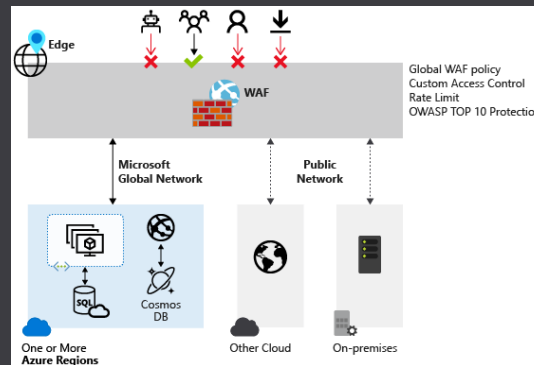 Edge
WAF
Global WAF policy
Custom Access Control
Rate Limit
OWASP TOP 10 Protectio
Microsoft
Global Network
Public
Network
SQL
Cosmos
DB
One or More
Azure Regions
Other Cloud
On-premises